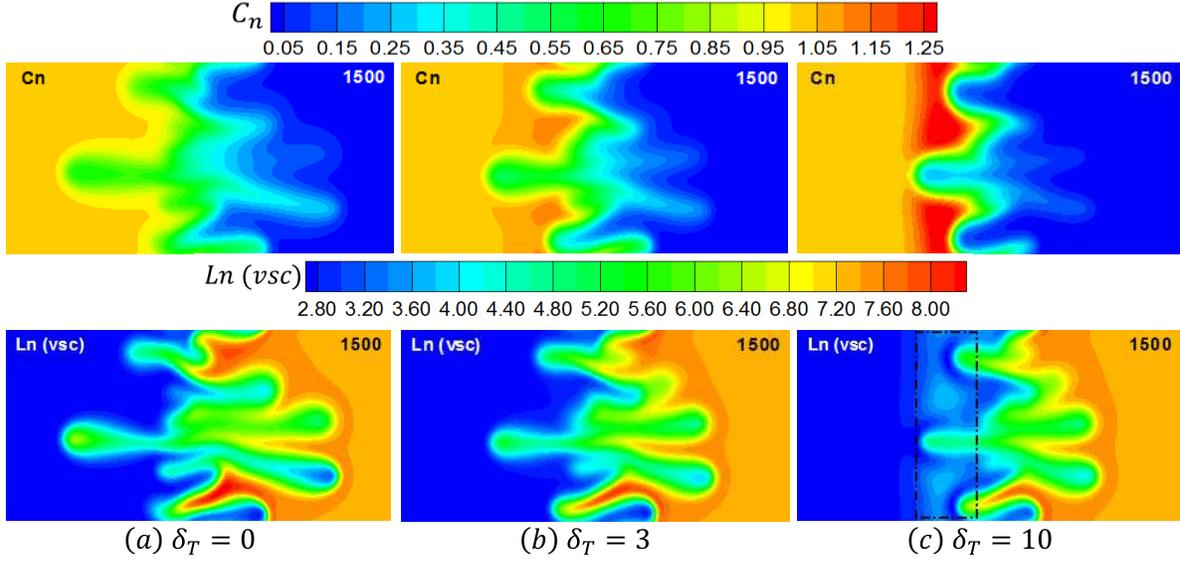 Cₙ
0.05 0.15 0.25 0.35 0.45 0.55 0.65 0.75 0.85 0.95 1.05 1.15 1.25
Cn 1500 Cn 1500 Cn 1500
Ln (vsc)
2.80 3.20 3.60 4.00 4.40 4.80 5.20 5.60 6.00 6.40 6.80 7.20 7.60 8.00
Ln (vsc) 1500 Ln (vsc) 1500 Ln (vsc) 1500
(a) δ_T = 0 (b) δ_T = 3 (c) δ_T = 10